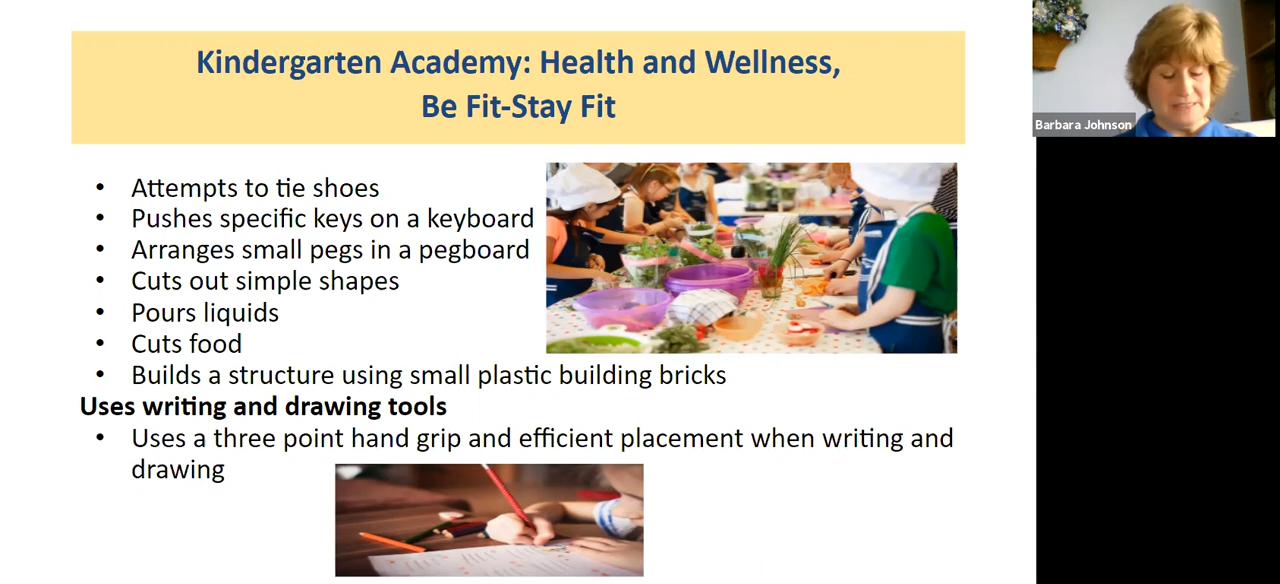 Kindergarten Academy: Health and Wellness,
Be Fit-Stay Fit
• Attempts to tie shoes
• Pushes specific keys on a keyboard
• Arranges small pegs in a pegboard
• Cuts out simple shapes
• Pours liquids
• Cuts food
• Builds a structure using small plastic building bricks
Uses writing and drawing tools
• Uses a three point hand grip and efficient placement when writing and
drawing
Barbara Johnson